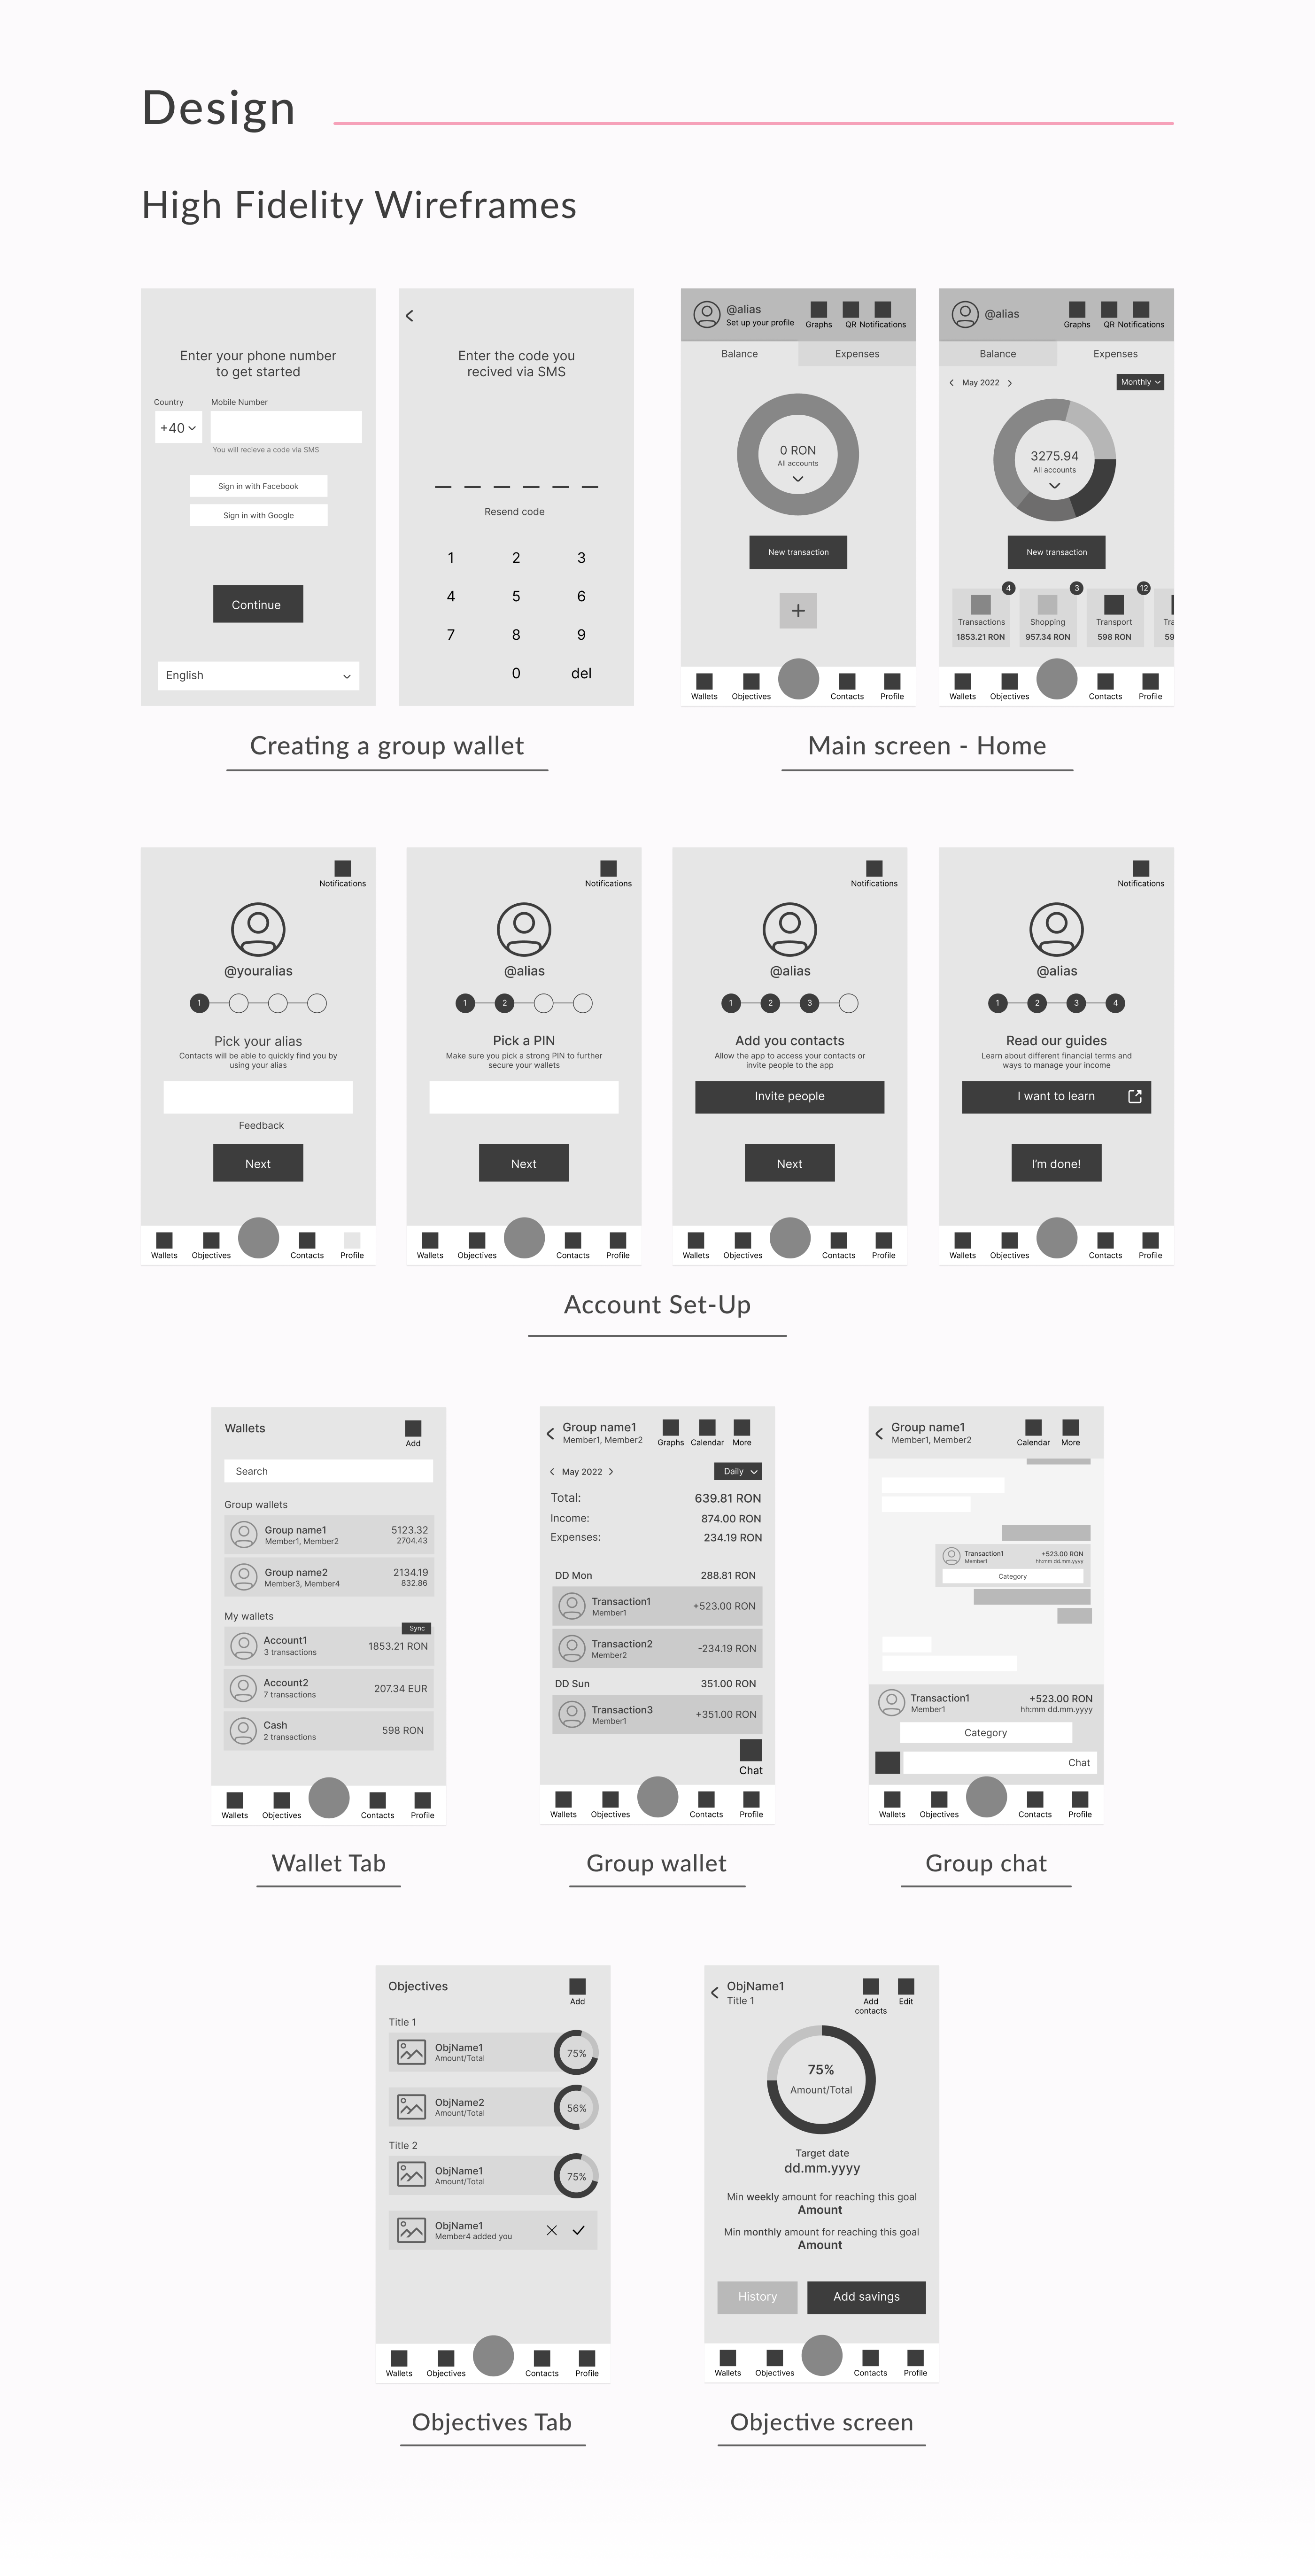 Design
High Fidelity Wireframes
Enter your phone number
to get started
Country
Mobile Number
+40
You will recieve a code via SMS
Sign in with Facebook
Sign in with Google
Continue
English
Enter the code you
recived via SMS
Resend code
1 2 3
4 5 6
7 8 9
0 del
Creating a group wallet
@alias
Set up your profile
Graphs QR Notifications
Balance Expenses
0 RON
All accounts
New transaction
+
Wallets Objectives Contacts Profile
@alias
Graphs QR Notifications
Balance Expenses
May 2022
Monthly
3275.94
All accounts
New transaction
4 3 12
Transactions Shopping Transport Tra
1853.21 RON 957.34 RON 598 RON 59
Wallets Objectives Contacts Profile
Main screen - Home
Notifications
@youralias
1
Pick your alias
Contacts will be able to quickly find you by
using your alias
Feedback
Next
Wallets Objectives Contacts Profile
Notifications
@alias
1 2
Pick a PIN
Make sure you pick a strong PIN to further
secure your wallets
Next
Wallets Objectives Contacts Profile
Notifications
@alias
1 2 3
Add you contacts
Allow the app to access your contacts or
invite people to the app
Invite people
Next
Wallets Objectives Contacts Profile
Notifications
@alias
1 2 3 4
Read our guides
Learn about different financial terms and
ways to manage your income
I want to learn
I'm done!
Wallets Objectives Contacts Profile
Account Set-Up
Wallets
Add
Search
Group wallets
Group name1 5123.32
Member1, Member2 2704.43
Group name2 2134.19
Member3, Member4 832.86
My wallets
Sync
Account1
3 transactions
1853.21 RON
Account2
7 transactions
207.34 EUR
Cash
2 transactions
598 RON
Wallets Objectives Contacts Profile
Wallet Tab
Group name1
Member1, Member2
Graphs Calendar More
May 2022
Daily
Total: 639.81 RON
Income: 874.00 RON
Expenses: 234.19 RON
DD Mon 288.81 RON
Transaction1
Member1
+523.00 RON
Transaction2
Member2
-234.19 RON
DD Sun 351.00 RON
Transaction3
Member1
+351.00 RON
Chat
Wallets Objectives Contacts Profile
Group wallet
Group name1
Member1, Member2
Calendar More
Transaction1 +523.00 RON
Member1 hh:mm dd.mm.yyyy
Category
Transaction1 +523.00 RON
Member1 hh:mm dd.mm.yyyy
Category
Chat
Wallets Objectives Contacts Profile
Group chat
Objectives
Add
Title 1
ObjName1
Amount/Total
75%
ObjName2
Amount/Total
56%
Title 2
ObjName1
Amount/Total
75%
ObjName1
Member4 added you
Wallets Objectives Contacts Profile
Objectives Tab
ObjName1
Title 1
Add
contacts
Edit
75%
Amount/Total
Target date
dd.mm.yyyy
Min weekly amount for reaching this goal
Amount
Min monthly amount for reaching this goal
Amount
History
Add savings
Wallets Objectives Contacts Profile
Objective screen